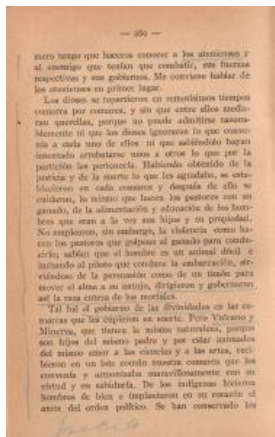 — 269 —
mero tengo que haceros conocer a los atenienses y
al enemigo que tenían que combatir, sus fuerzas
respectivas y sus gobiernos. Me conviene hablar de
los atenienses en primer lugar.
Los dioses se repartieron en remotísimos tiempos
comarca por comarca, y sin que entre ellos media-
ran querellas, porque no puede admitirse razona-
blemente ni que los dioses ignoraran lo que conve-
nía a cada uno de ellos ni que sabiéndolo hayan
intentado arrebatarse unos a otros lo que por la
partición les pertenecía. Habiendo obtenido de la
justicia y de la suerte lo que les agradaba, se esta-
blecieron en cada comarca y después de ello se
cuidaron, lo mismo que hacen los pastores con su
ganado, de la alimentación y educación de los hom-
bres que eran a la vez sus hijos y su propiedad.
No emplearon, sin embargo, la violencia como ha-
cen los pastores que golpean al ganado para condu-
cirlo; sabían que el hombre es un animal dócil e
imitando al piloto que conduce la embarcación, sir-
viéndose de la persuasión como de un timón para
mover el alma a su antojo, dirigieron y gobernaron
así la raza entera de los mortales.
Tal fué el gobierno de las divinidades en las co-
marcas que les cupieron en suerte. Pero Vulcano y
Minerva, que tienen la misma naturaleza, porque
son hijos del mismo padre y por estar animados
del mismo amor a las ciencias y a las artes, reci-
bieron en un lote común nuestra comarca que les
convenía y armonizaba maravillosamente con su
virtud y su sabiduría. De los indígenas hicieron
hombres de bien e implantaron en su corazón el
amor del orden político. Se han conservado los